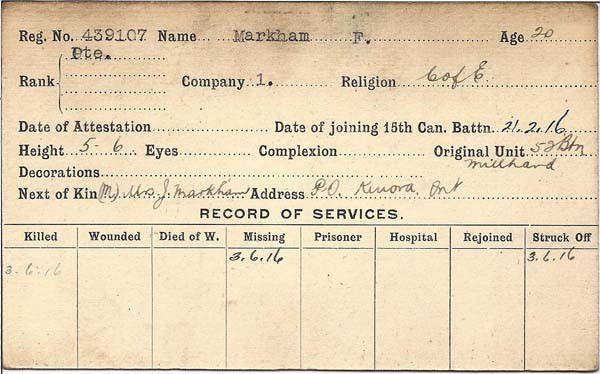 Reg. No. 439107 Name Markham F. Age 20
Pte.
Rank Company 1. Religion C of E
Date of Attestation Date of joining 15th Can. Battn. 21.2.16
Height 5-6 Eyes Complexion Original Unit 52 Btn
Decorations millhand
Next of Kin (M) Mrs J. Markham Address P.O. Kenora, Ont
RECORD OF SERVICES.
Killed Wounded Died of W. Missing Prisoner Hospital Rejoined Struck Off
3.6.16 3.6.16 3.6.16